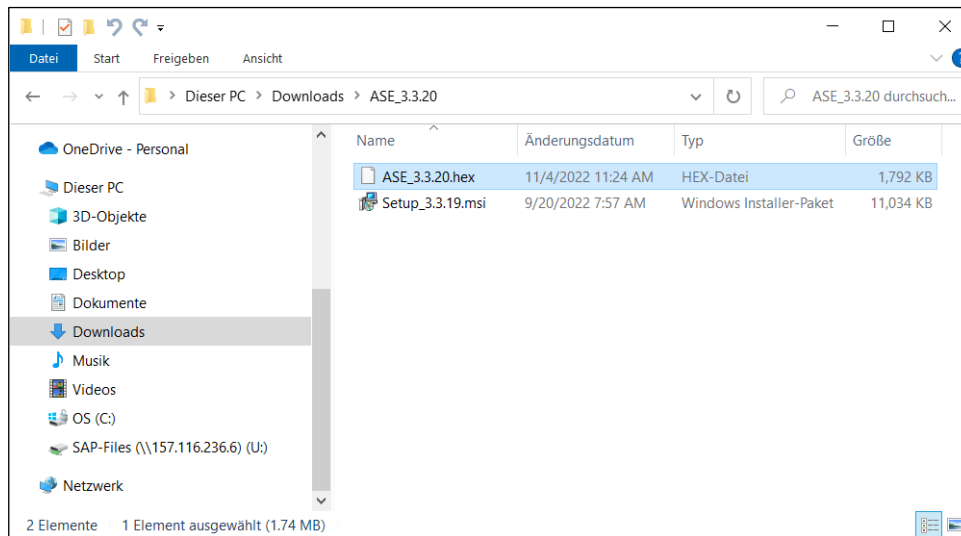 Datei Start Freigeben Ansicht
Dieser PC > Downloads > ASE_3.3.20
ASE_3.3.20 durchsuch...
OneDrive - Personal
Dieser PC
3D-Objekte
Bilder
Desktop
Dokumente
Downloads
Musik
Videos
OS (C:)
SAP-Files (\\157.116.236.6) (U:)
Netzwerk
Name Änderungsdatum Typ Größe
ASE_3.3.20.hex 11/4/2022 11:24 AM HEX-Datei 1,792 KB
Setup_3.3.19.msi 9/20/2022 7:57 AM Windows Installer-Paket 11,034 KB
2 Elemente 1 Element ausgewählt (1.74 MB)